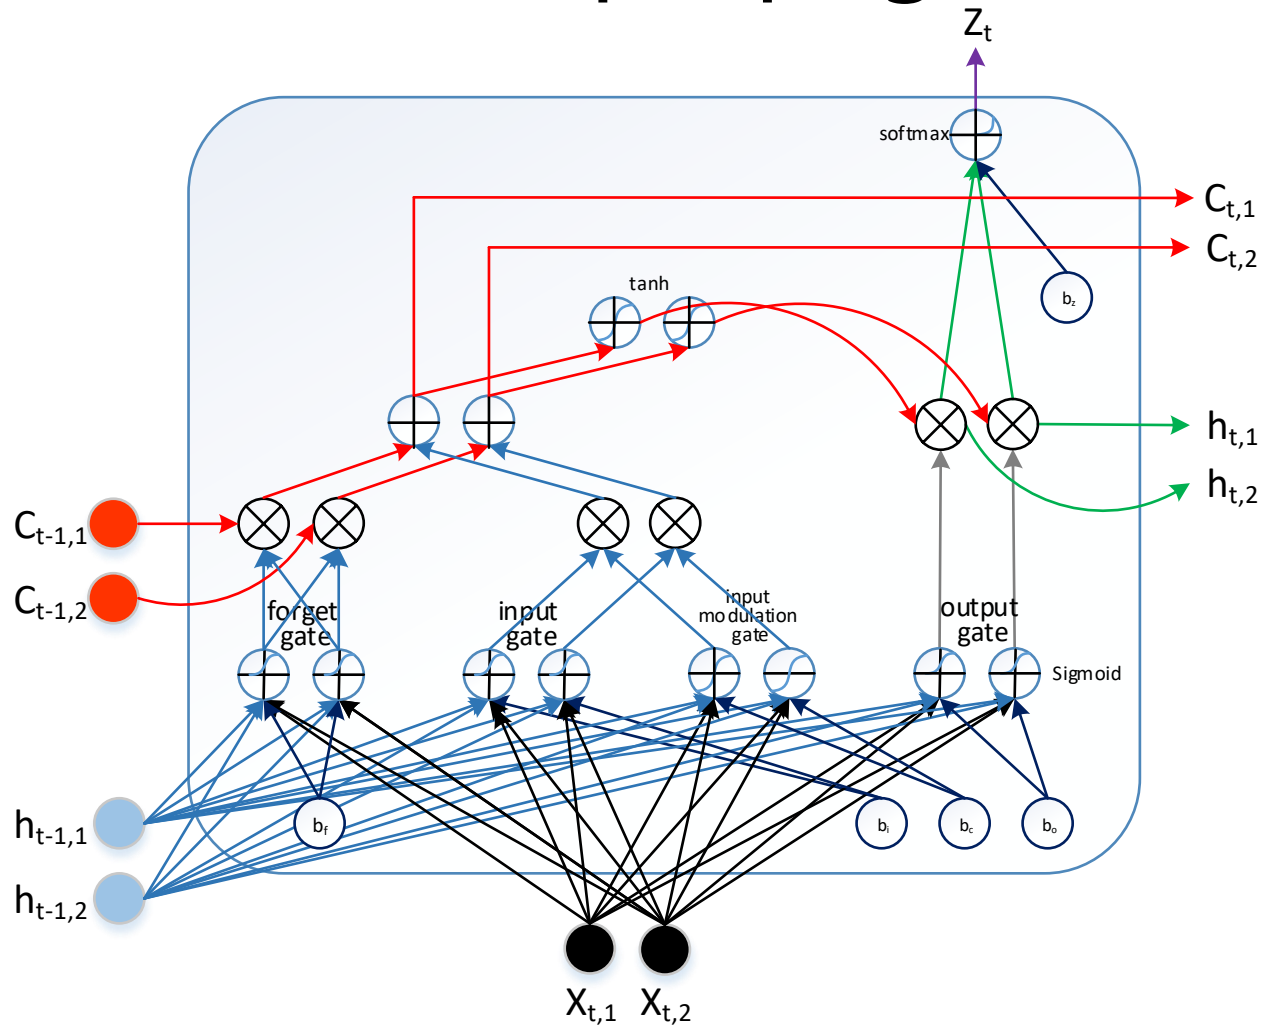 Zt
softmax
Ct,1
Ct,2
bz
tanh
ht,1
ht,2
Ct-1,1
Ct-1,2
forget
gate
input
gate
input
modulation
gate
output
gate
Sigmoid
ht-1,1
bf
bi
bc
bo
ht-1,2
Xt,1
Xt,2